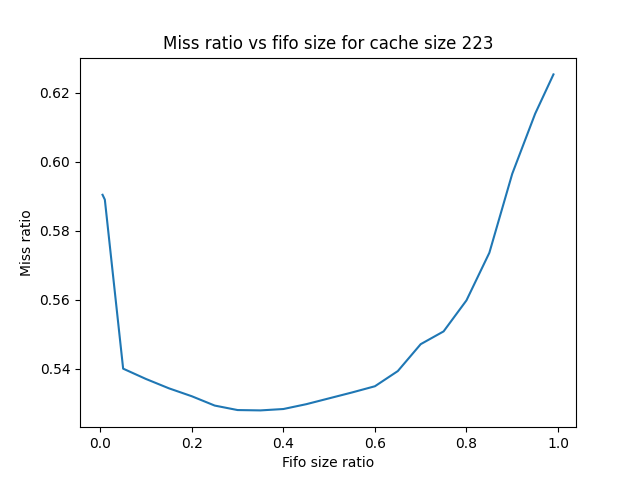 Miss ratio vs fifo size for cache size 223
Miss ratio
0.62
0.60
0.58
0.56
0.54
0.0 0.2 0.4 0.6 0.8 1.0
Fifo size ratio